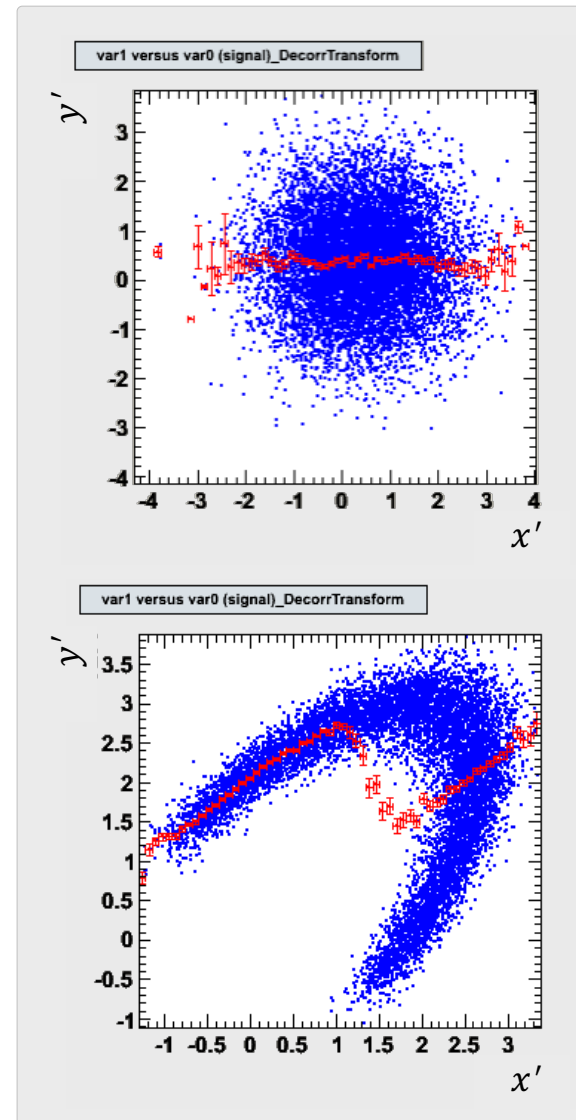 var1 versus var0 (signal)_DecorrTransform
y′
3
2
1
0
-1
-2
-3
-4
-4 -3 -2 -1 0 1 2 3 4
x′
var1 versus var0 (signal)_DecorrTransform
y′
3.5
3
2.5
2
1.5
1
0.5
0
-0.5
-1
-1 -0.5 0 0.5 1 1.5 2 2.5 3
x′